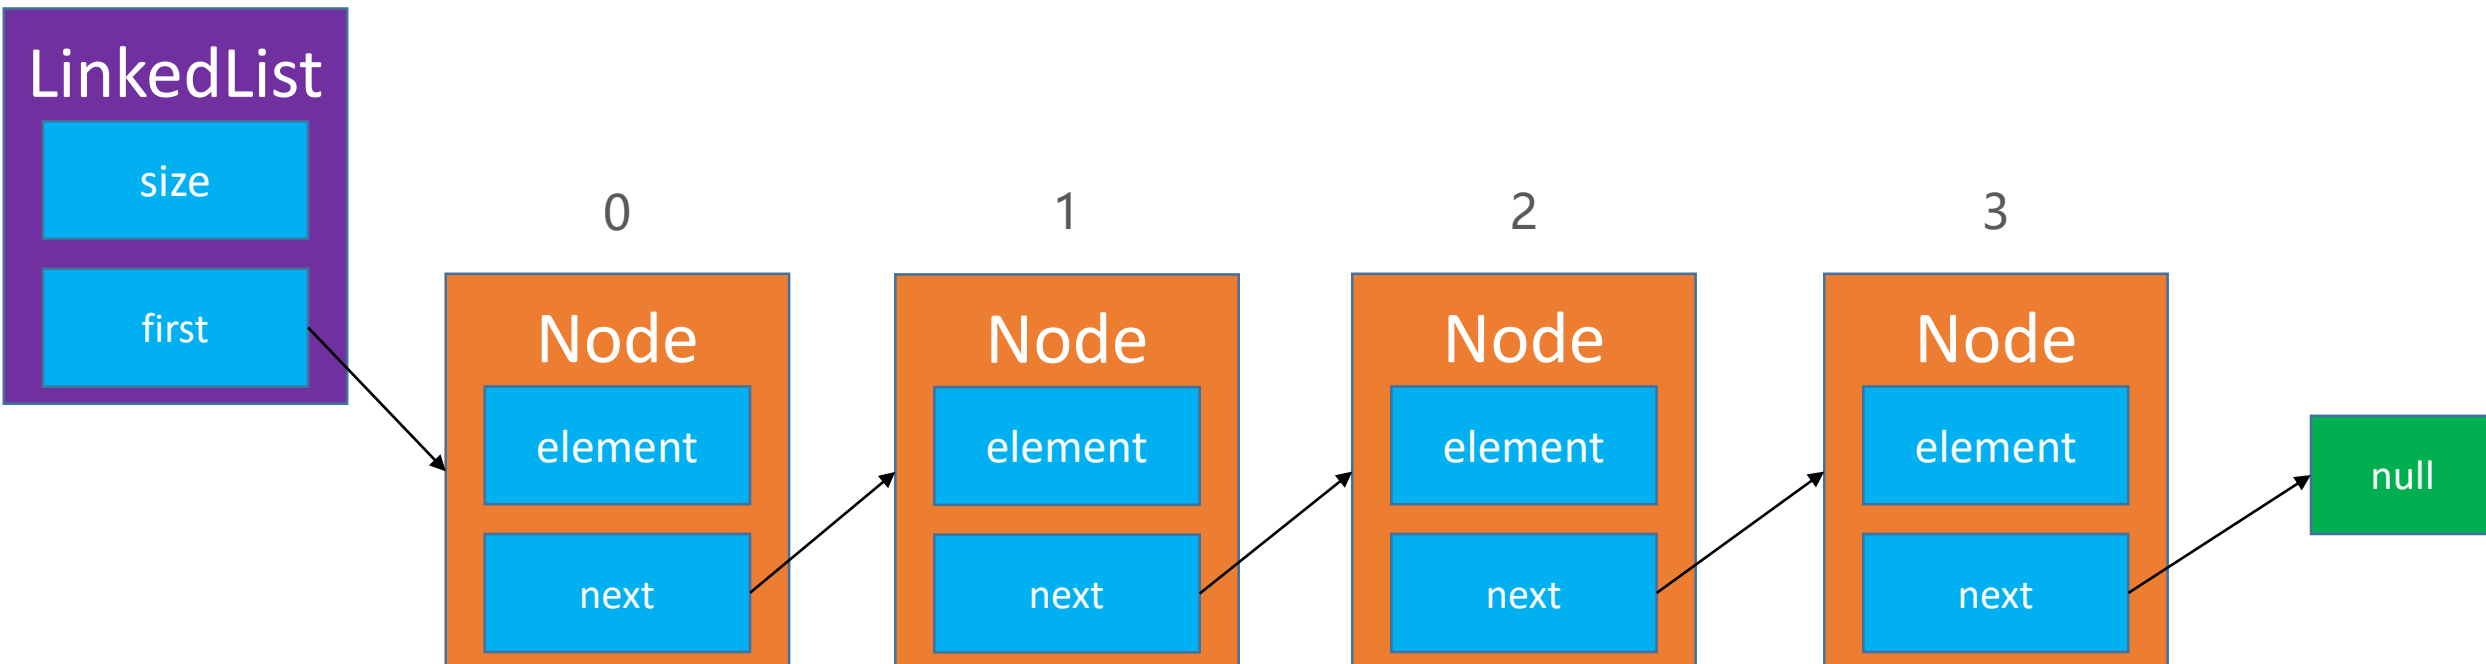 LinkedList
size
first
0
Node
element
next
1
Node
element
next
2
Node
element
next
3
Node
element
next
null